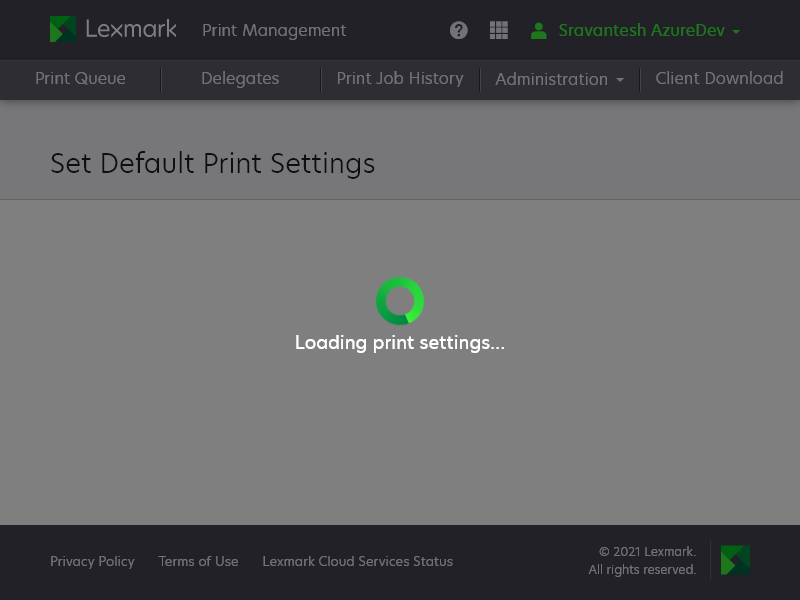 Lexmark Print Management ? Sravantesh AzureDev
Print Queue Delegates Print Job History Administration Client Download
Set Default Print Settings
Loading print settings...
Privacy Policy Terms of Use Lexmark Cloud Services Status
© 2021 Lexmark.
All rights reserved.